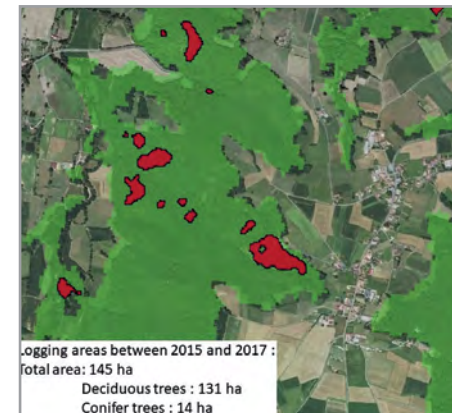 Logging areas between 2015 and 2017 :
Total area: 145 ha
Deciduous trees : 131 ha
Conifer trees : 14 ha